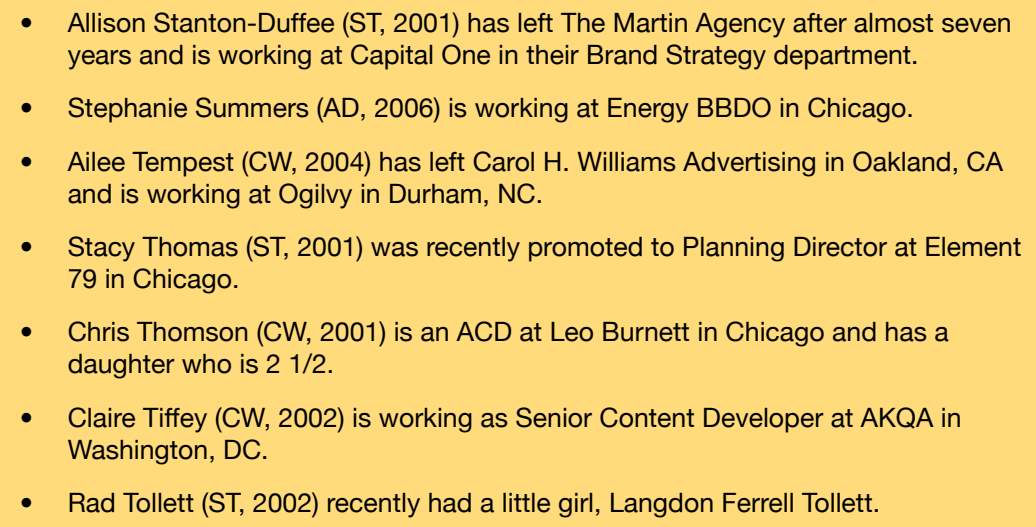 • Allison Stanton-Duffee (ST, 2001) has left The Martin Agency after almost seven
years and is working at Capital One in their Brand Strategy department.
• Stephanie Summers (AD, 2006) is working at Energy BBDO in Chicago.
• Ailee Tempest (CW, 2004) has left Carol H. Williams Advertising in Oakland, CA
and is working at Ogilvy in Durham, NC.
• Stacy Thomas (ST, 2001) was recently promoted to Planning Director at Element
79 in Chicago.
• Chris Thomson (CW, 2001) is an ACD at Leo Burnett in Chicago and has a
daughter who is 2 1/2.
• Claire Tiffey (CW, 2002) is working as Senior Content Developer at AKQA in
Washington, DC.
• Rad Tollett (ST, 2002) recently had a little girl, Langdon Ferrell Tollett.